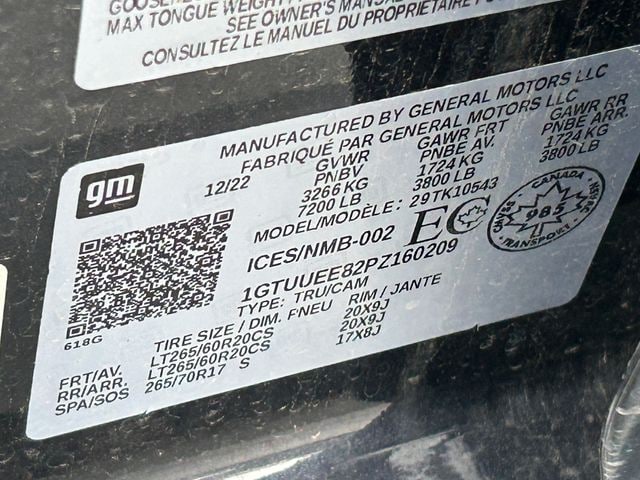 MAX TONGUE WEIGHT
SEE OWNER'S MANUAL
CONSULTEZ LE MANUEL DU PROPRIETAIRE
gm
MANUFACTURED BY GENERAL MOTORS LLC
FABRIQUÉ PAR GENERAL MOTORS LLC
12/22 GVWR GAWR FRT GAWR RR
PNBV PNBE AV. PNBE ARR.
3266 KG 1724 KG 1724 KG
7200 LB 3800 LB 3800 LB
MODEL/MODÈLE: 29TK10543
ICES/NMB-002 EC
CANADA
985
TRANSPORT
1GTUUEE82PZ160209
TYPE: TRU/CAM
618G
TIRE SIZE / DIM. PNEU RIM / JANTE
FRT/AV. LT265/60R20CS 20X9J
RR/ARR. LT265/60R20CS 20X9J
SPA/SOS 265/70R17 S 17X8J